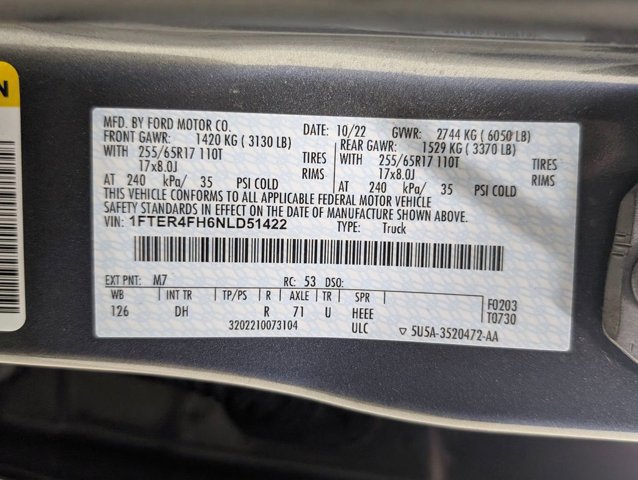 N
MFD. BY FORD MOTOR CO. DATE: 10/22 GVWR: 2744 KG ( 6050 LB)
FRONT GAWR: 1420 KG ( 3130 LB) REAR GAWR: 1529 KG ( 3370 LB)
WITH 255/65R17 110T TIRES WITH 255/65R17 110T TIRES
17x8.0J RIMS 17x8.0J RIMS
AT 240 kPa/ 35 PSI COLD AT 240 kPa/ 35 PSI COLD
THIS VEHICLE CONFORMS TO ALL APPLICABLE FEDERAL MOTOR VEHICLE
SAFETY STANDARDS IN EFFECT ON THE DATE OF MANUFACTURE SHOWN ABOVE.
VIN: 1FTER4FH6NLD51422 TYPE: Truck
EXT PNT: M7 RC: 53 DSO:
WB INT TR TP/PS R AXLE TR SPR F0203
126 DH R 71 U HEEE T0730
3202210073104 ULC ▽ 5U5A-3520472-AA